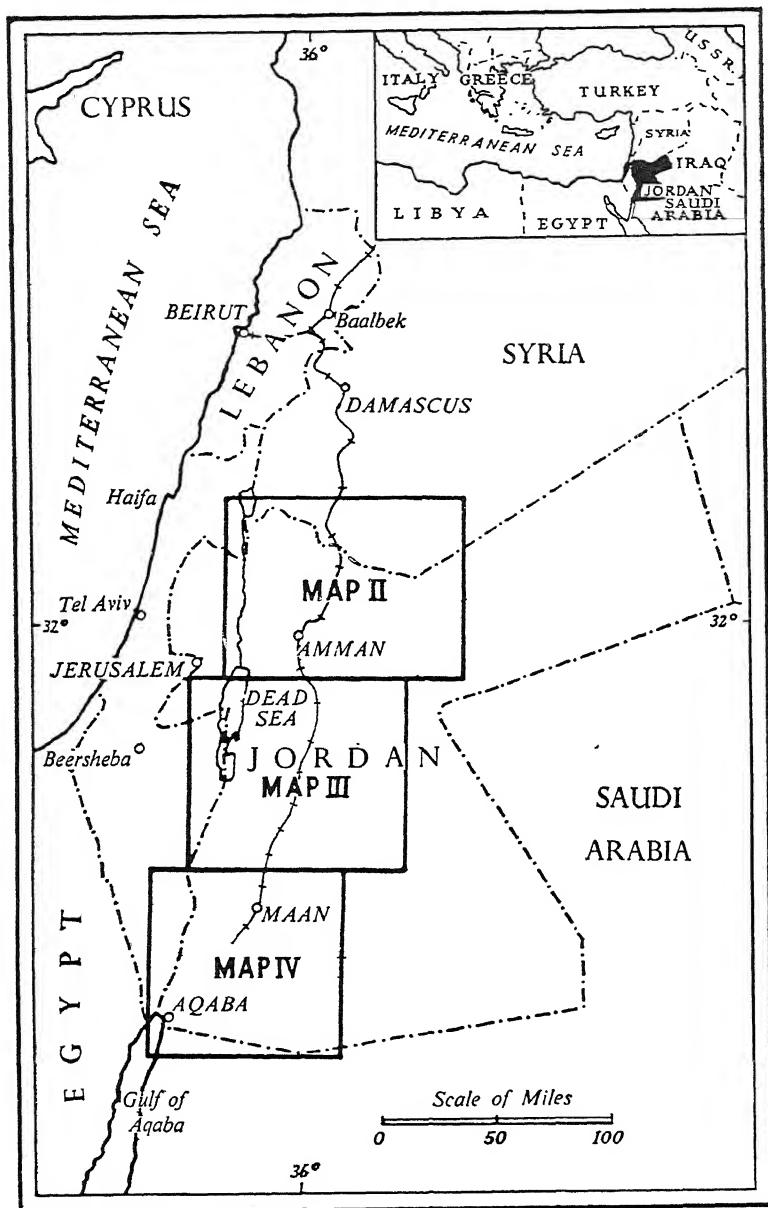 36°
CYPRUS
MEDITERRANEAN SEA
ITALY
GREECE
U S S R.
TURKEY
MEDITERRANEAN SEA
SYRIA
IRAQ
JORDAN
SAUDI
ARABIA
LIBYA
EGYPT
LEBANON
BEIRUT
Baalbek
SYRIA
DAMASCUS
Haifa
MAP II
Tel Aviv
32°
32°
AMMAN
JERUSALEM
DEAD
SEA
Beersheba
JORDAN
MAP III
SAUDI
ARABIA
MAAN
MAP IV
EGYPT
AQABA
Gulf of
Aqaba
Scale of Miles
0 50 100
36°